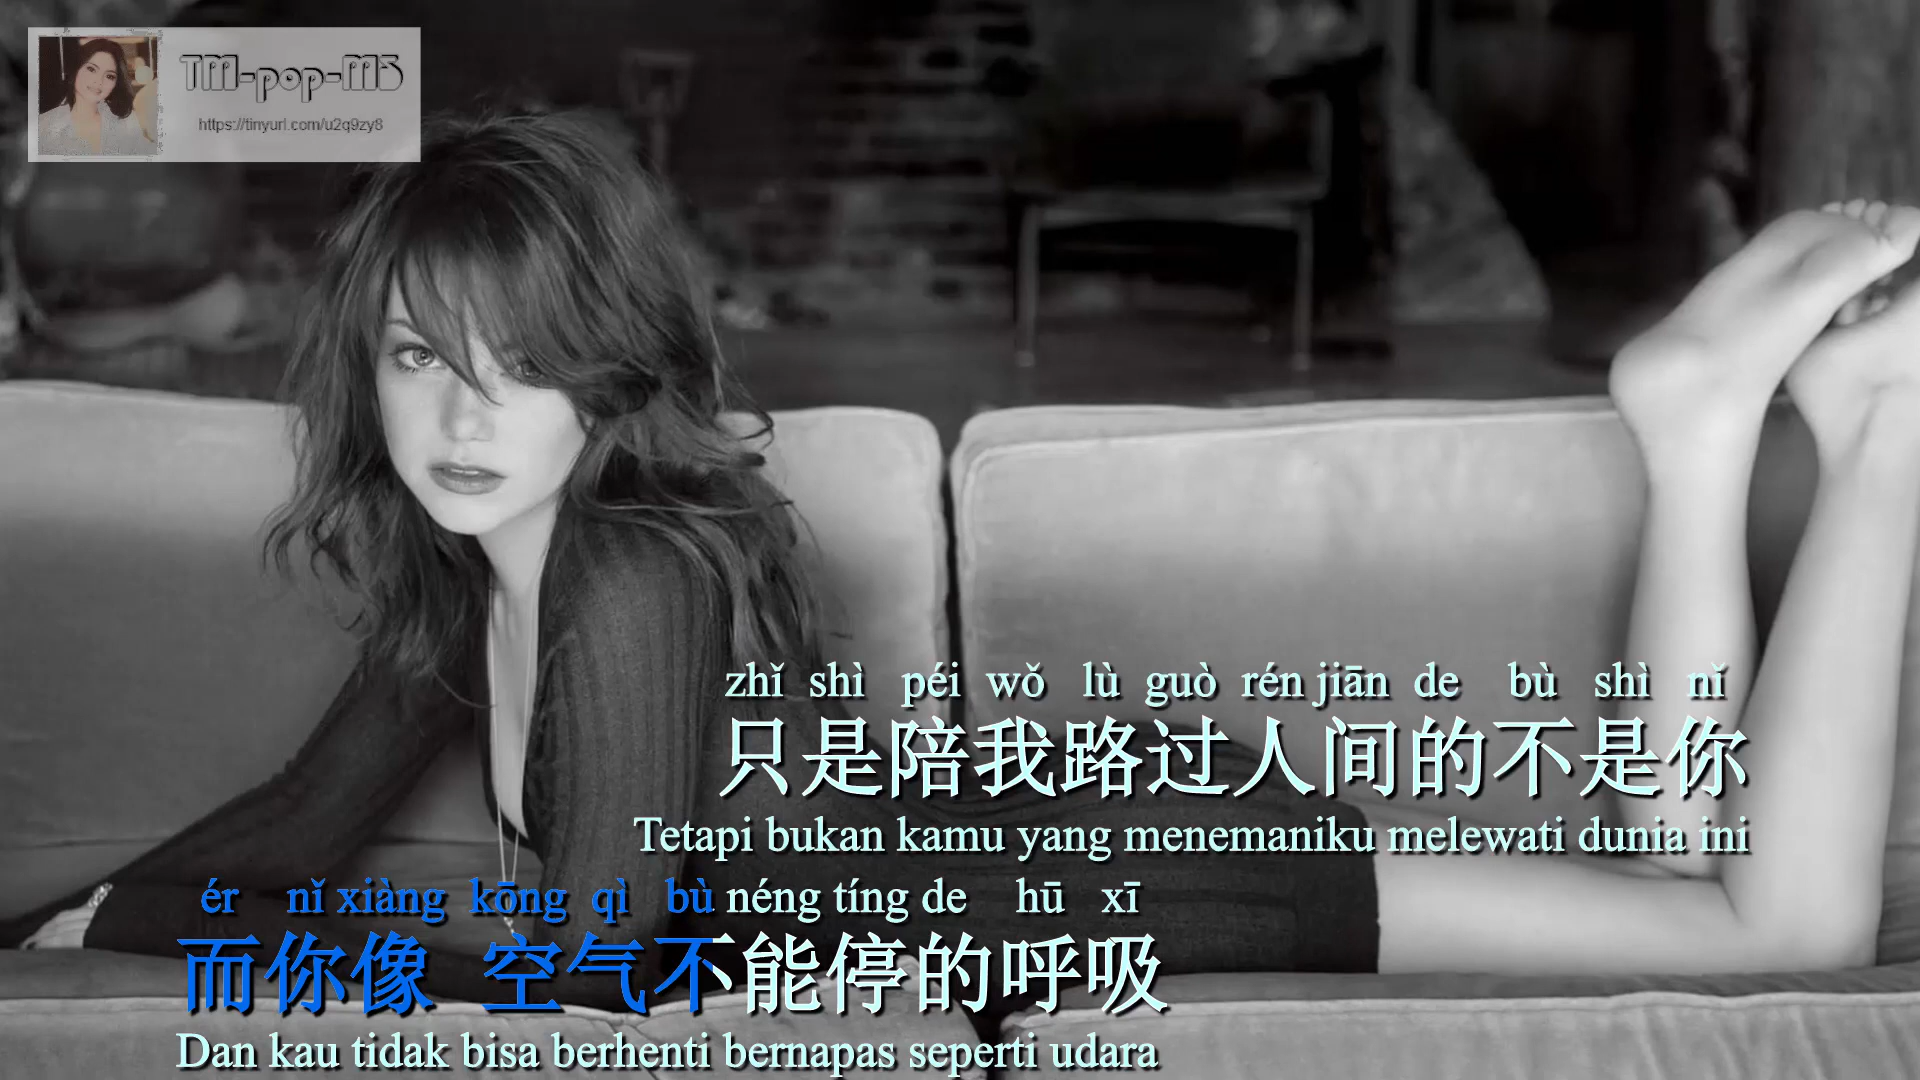 TM-pop-M3
https://tinyurl.com/u2q9zy8
zhǐ shì péi wǒ lù guò rén jiān de bù shì nǐ
只是陪我路过人间的不是你
Tetapi bukan kamu yang menemaniku melewati dunia ini
ér nǐ xiàng kōng qì bù néng tíng de hū xī
而你像 空气不能停的呼吸
Dan kau tidak bisa berhenti bernapas seperti udara